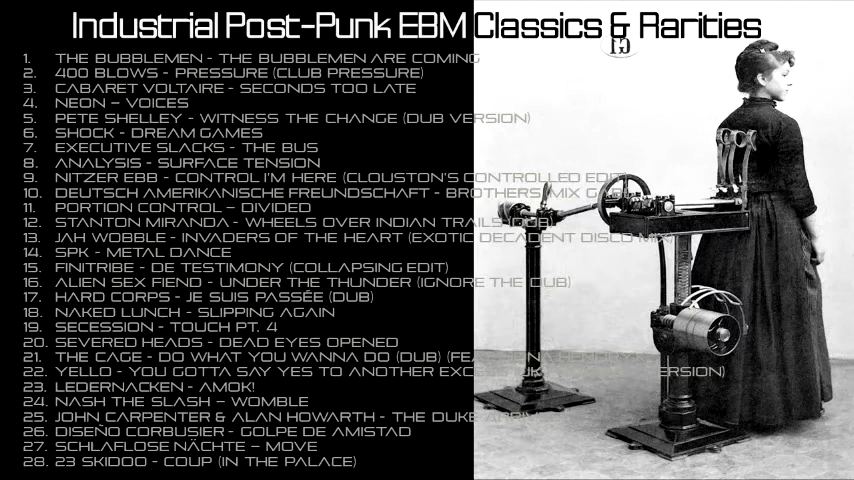 Industrial Post-Punk EBM Classics & Rarities
1. THE BUBBLEMEN - THE BUBBLEMEN ARE COMING
2. 400 BLOWS - PRESSURE (CLUB PRESSURE)
3. CABARET VOLTAIRE - SECONDS TOO LATE
4. NEON – VOICES
5. PETE SHELLEY - WITNESS THE CHANGE (DUB VERSION)
6. SHOCK - DREAM GAMES
7. EXECUTIVE SLACKS - THE BUS
8. ANALYSIS - SURFACE TENSION
9. NITZER EBB - CONTROL I'M HERE (CLOUSTON'S CONTROLLED EDIT)
10. DEUTSCH AMERIKANISCHE FREUNDSCHAFT - BROTHERS (MIX
11. PORTION CONTROL – DIVIDED
12. STANTON MIRANDA - WHEELS OVER INDIAN TRAILS (DUB)
13. JAH WOBBLE - INVADERS OF THE HEART (EXOTIC DECADENT DISCO MIX)
14. SPK - METAL DANCE
15. FINITRIBE - DE TESTIMONY (COLLAPSING EDIT)
16. ALIEN SEX FIEND - UNDER THE THUNDER (IGNORE THE DUB)
17. HARD CORPS - JE SUIS PASSÉE (DUB)
18. NAKED LUNCH - SLIPPING AGAIN
19. SECESSION - TOUCH PT. 4
20. SEVERED HEADS - DEAD EYES OPENED
21. THE CAGE - DO WHAT YOU WANNA DO (DUB)
22. YELLO - YOU GOTTA SAY YES TO ANOTHER
23. LEDERNACKEN - AMOK!
24. NASH THE SLASH – WOMBLE
25. JOHN CARPENTER & ALAN HOWARTH - THE DUKE
26. DISEÑO CORBUSIER - GOLPE DE AMISTAD
27. SCHLAFLOSE NÄCHTE – MOVE
28. 23 SKIDOO - COUP (IN THE PALACE)